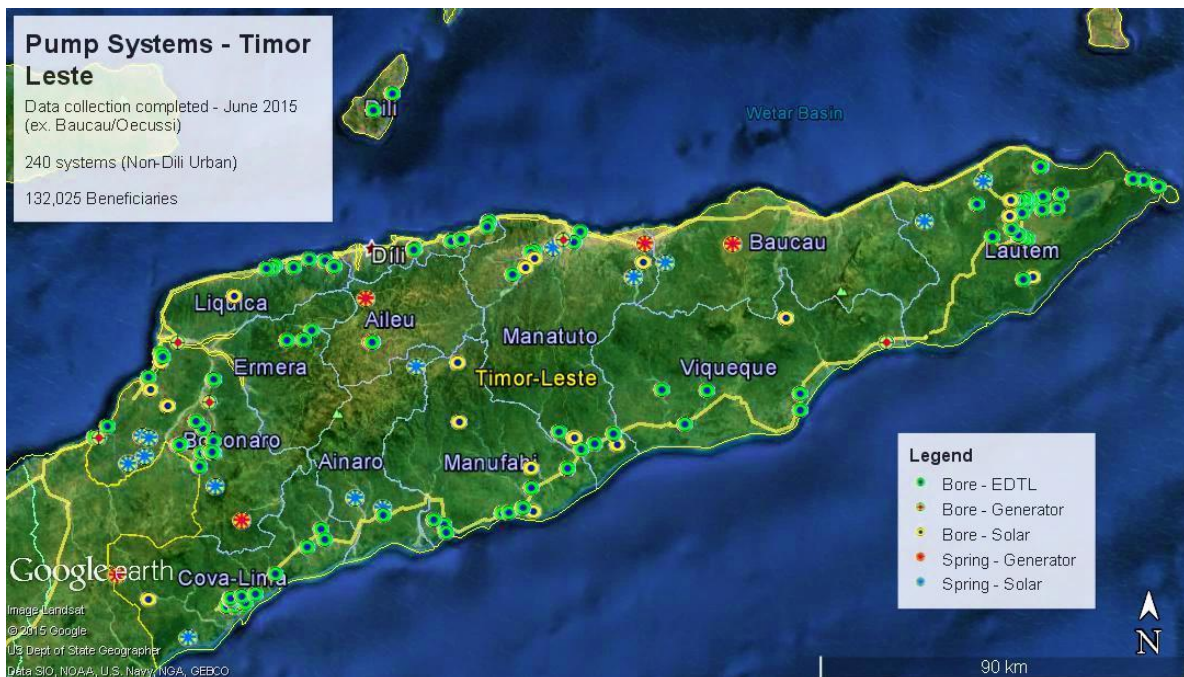 Pump Systems - Timor
Leste
Data collection completed - June 2015
(ex. Baucau/Oecussi)
240 systems (Non-Dili Urban)
132,025 Beneficiaries
Dili
Wetar Basin
Dili
Baucau
Lautem
Liquica
Aileu
Manatuto
Ermera
Timor-Leste
Viqueque
Bobonaro
Ainaro
Manufahi
Cova-Lima
Legend
Bore - EDTL
Bore - Generator
Bore - Solar
Spring - Generator
Spring - Solar
Google earth
Image Landsat
© 2015 Google
US Dept of State Geographer
Data SIO, NOAA, U.S. Navy, NGA, GEBCO
N
90 km